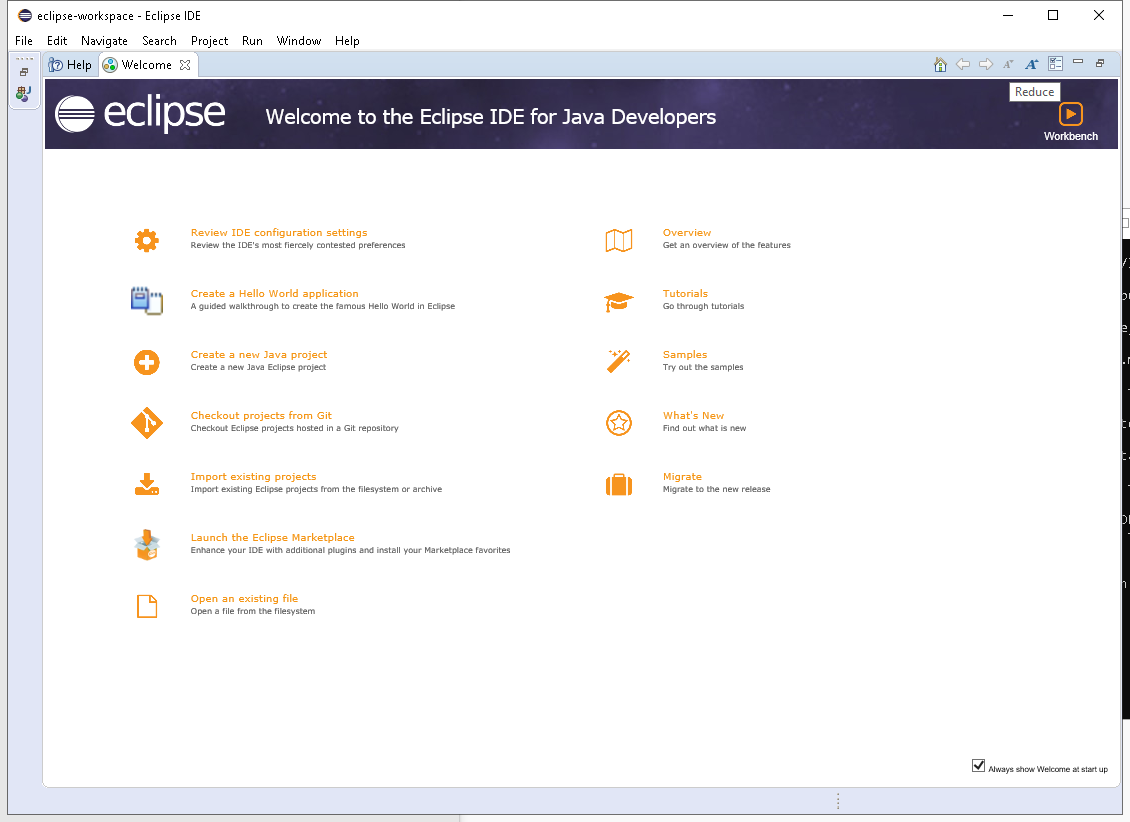 eclipse-workspace - Eclipse IDE
File Edit Navigate Search Project Run Window Help
Help Welcome
Reduce
eclipse Welcome to the Eclipse IDE for Java Developers
Workbench
Review IDE configuration settings
Review the IDE's most fiercely contested preferences
Create a Hello World application
A guided walkthrough to create the famous Hello World in Eclipse
Create a new Java project
Create a new Java Eclipse project
Checkout projects from Git
Checkout Eclipse projects hosted in a Git repository
Import existing projects
Import existing Eclipse projects from the filesystem or archive
Launch the Eclipse Marketplace
Enhance your IDE with additional plugins and install your Marketplace favorites
Open an existing file
Open a file from the filesystem
Overview
Get an overview of the features
Tutorials
Go through tutorials
Samples
Try out the samples
What's New
Find out what is new
Migrate
Migrate to the new release
Always show Welcome at start up